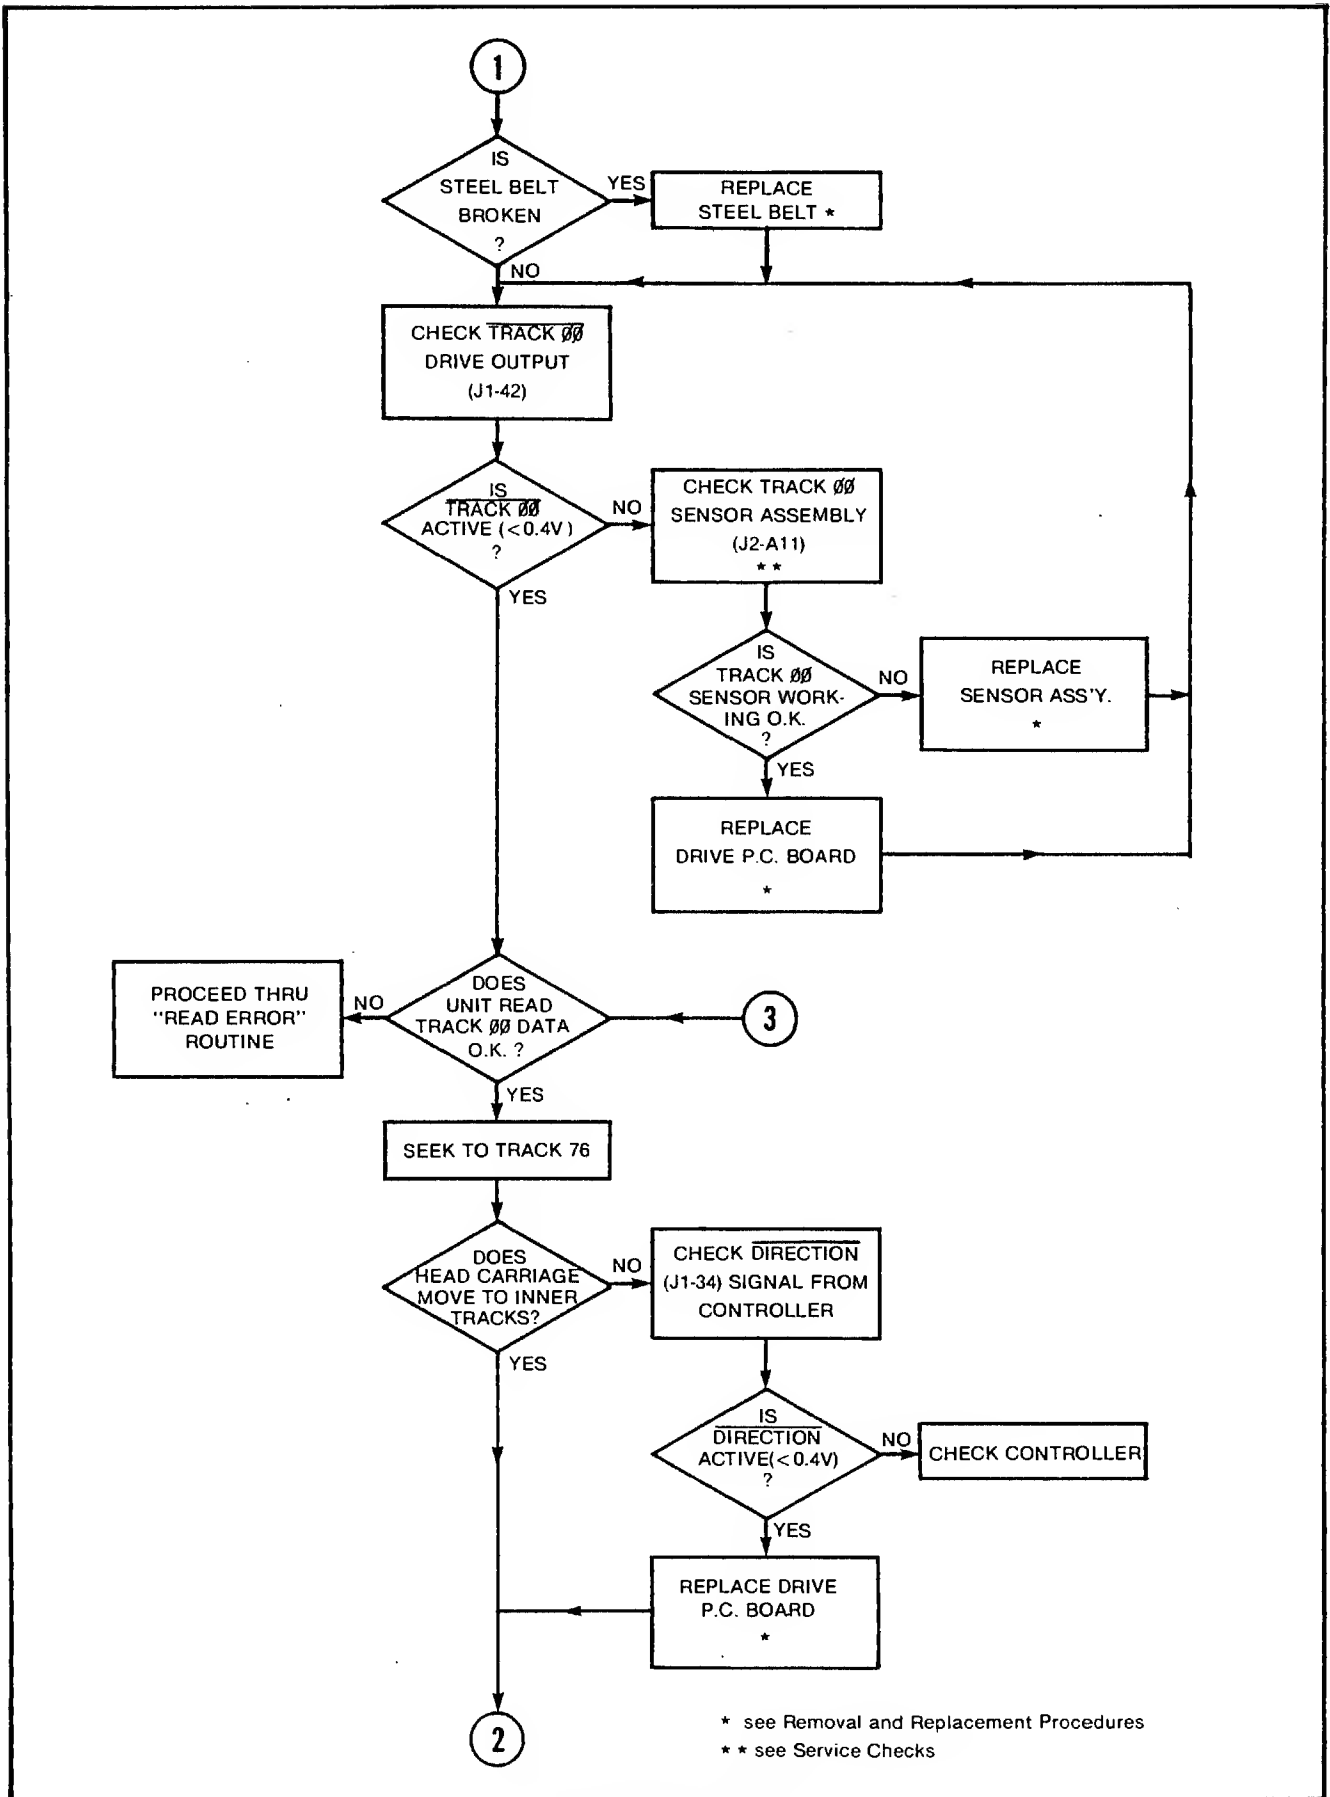 1
IS
STEEL BELT
BROKEN
?
YES
REPLACE
STEEL BELT *
NO
CHECK TRACK ØØ
DRIVE OUTPUT
(J1-42)
IS
TRACK ØØ
ACTIVE (<0.4V)
?
NO
CHECK TRACK ØØ
SENSOR ASSEMBLY
(J2-A11)
* *
YES
IS
TRACK ØØ
SENSOR WORK-
ING O.K.
?
NO
REPLACE
SENSOR ASS'Y.
*
YES
REPLACE
DRIVE P.C. BOARD
*
DOES
UNIT READ
TRACK ØØ DATA
O.K. ?
NO
PROCEED THRU
"READ ERROR"
ROUTINE
3
YES
SEEK TO TRACK 76
DOES
HEAD CARRIAGE
MOVE TO INNER
TRACKS?
NO
CHECK DIRECTION
(J1-34) SIGNAL FROM
CONTROLLER
YES
IS
DIRECTION
ACTIVE(<0.4V)
?
NO
CHECK CONTROLLER
YES
REPLACE DRIVE
P.C. BOARD
*
2
* see Removal and Replacement Procedures
* * see Service Checks